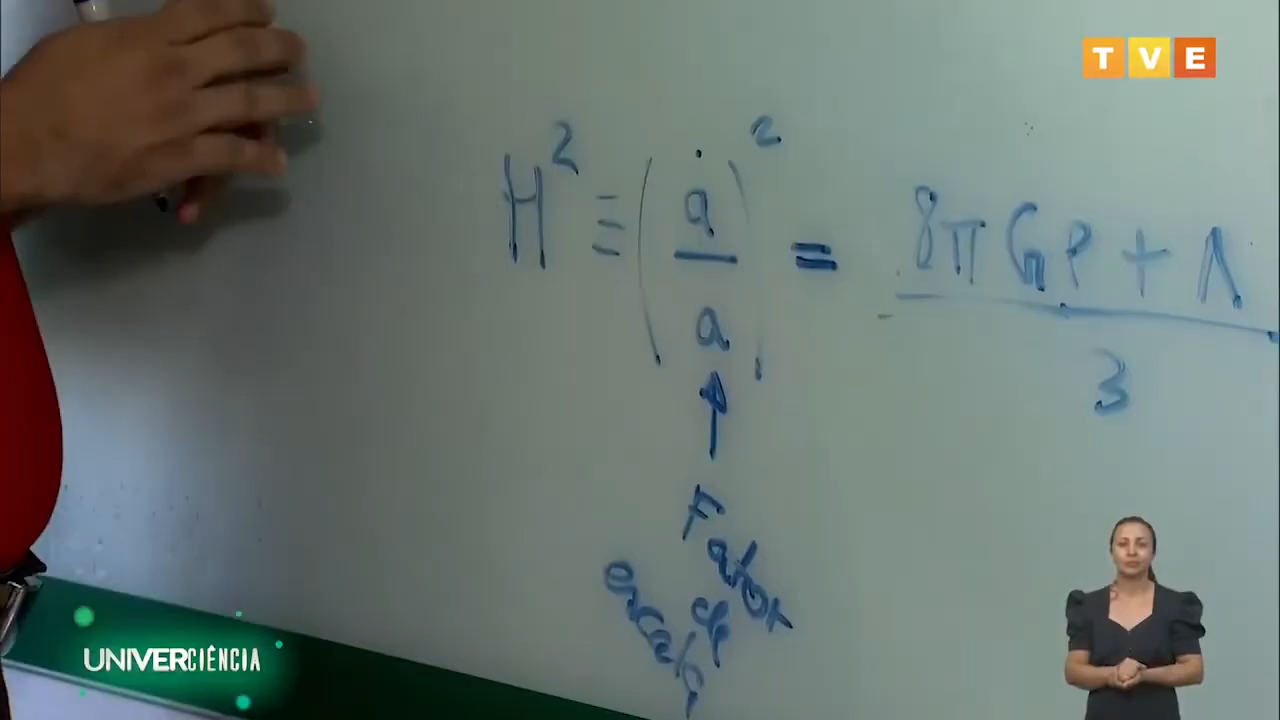 TVE
H² ≡ (ȧ/a)² = (8πGρ + Λ)/3
Fator
de
escala
UNIVERCIÊNCIA